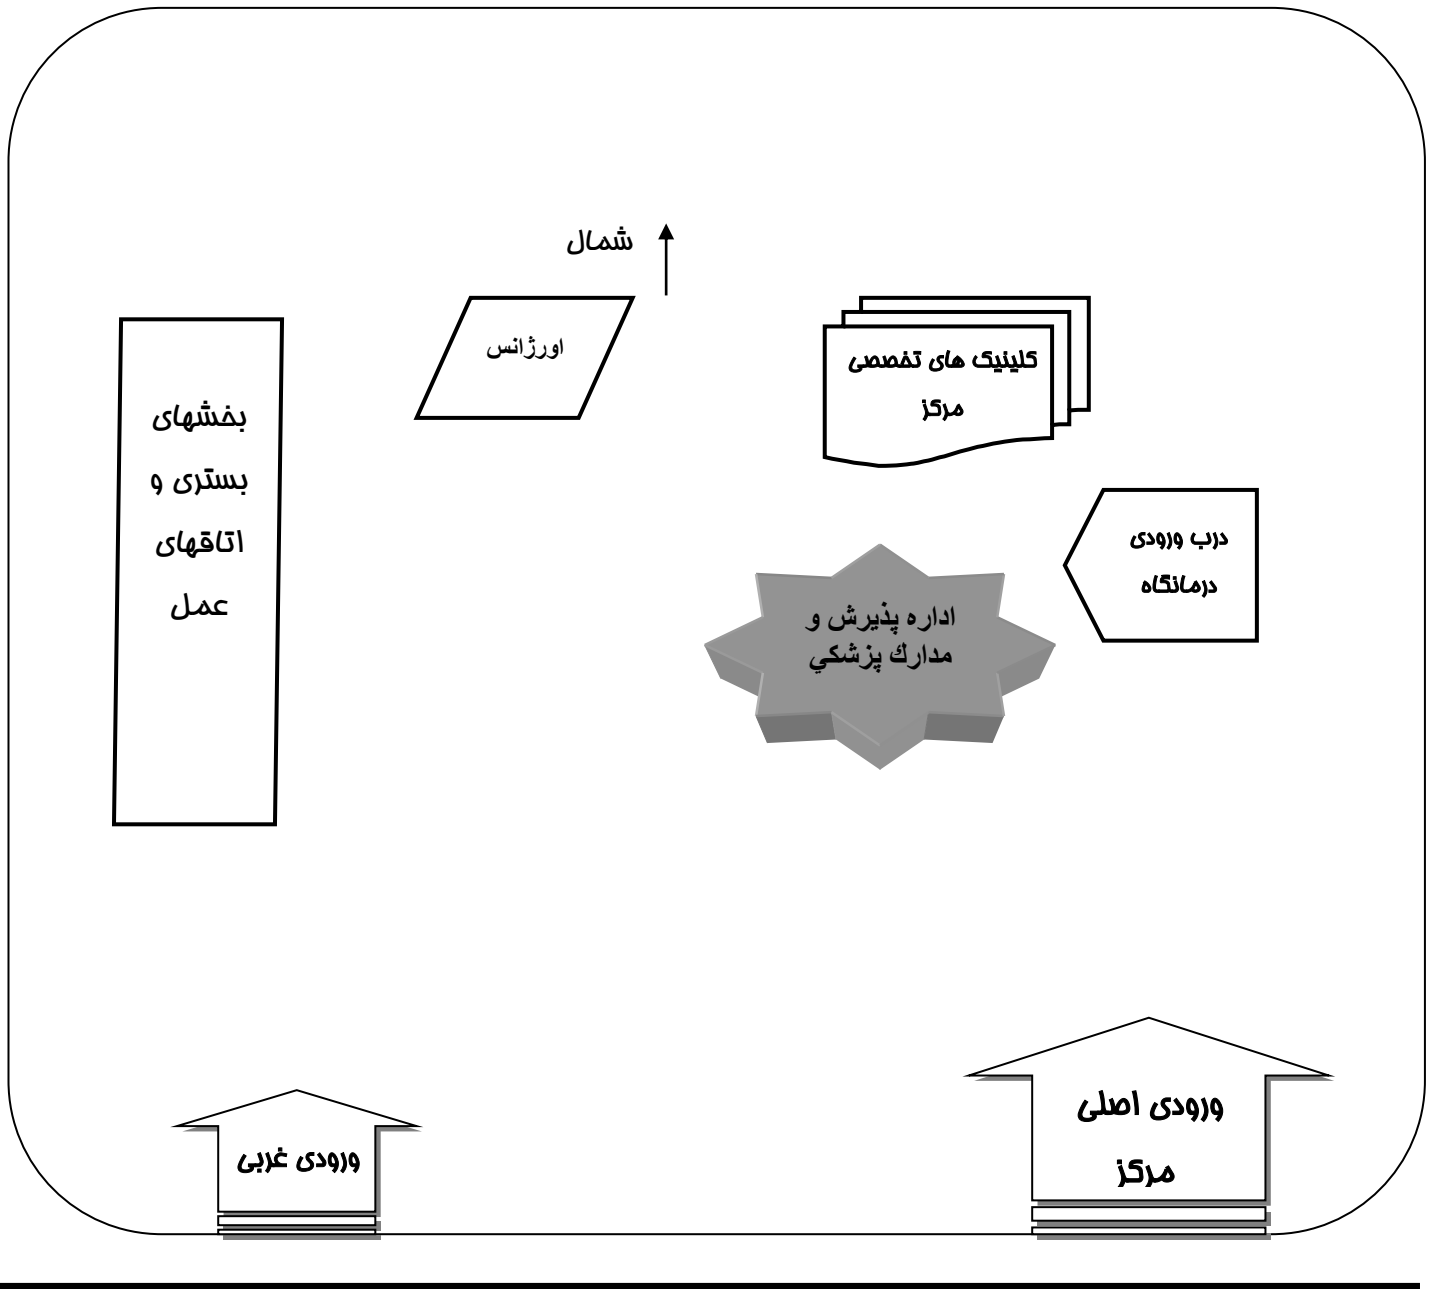 شمال
اورژانس
کلینیک های تخصصی
مرکز
بخشهای
بستری و
اتاقهای
عمل
درب ورودی
درمانگاه
اداره پذيرش و
مدارك پزشكي
ورودی اصلی
مرکز
ورودی غربی